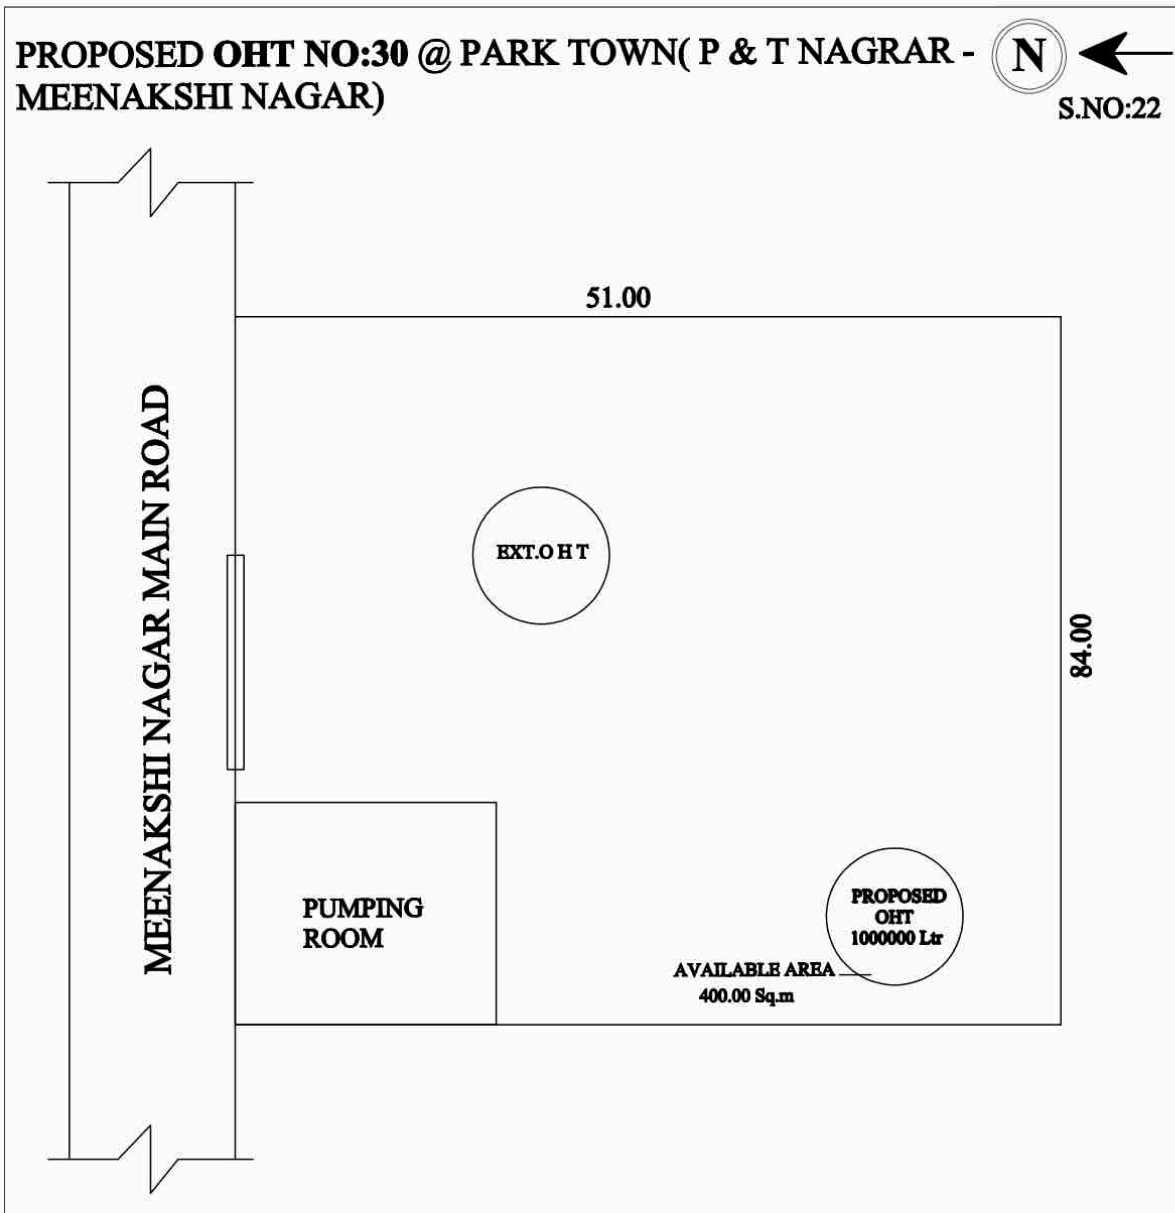 PROPOSED OHT NO:30 @ PARK TOWN( P & T NAGRAR -
MEENAKSHI NAGAR)
N
S.NO:22
51.00
MEENAKSHI NAGAR MAIN ROAD
EXT.O H T
84.00
PUMPING
ROOM
PROPOSED
OHT
1000000 Ltr
AVAILABLE AREA
400.00 Sq.m